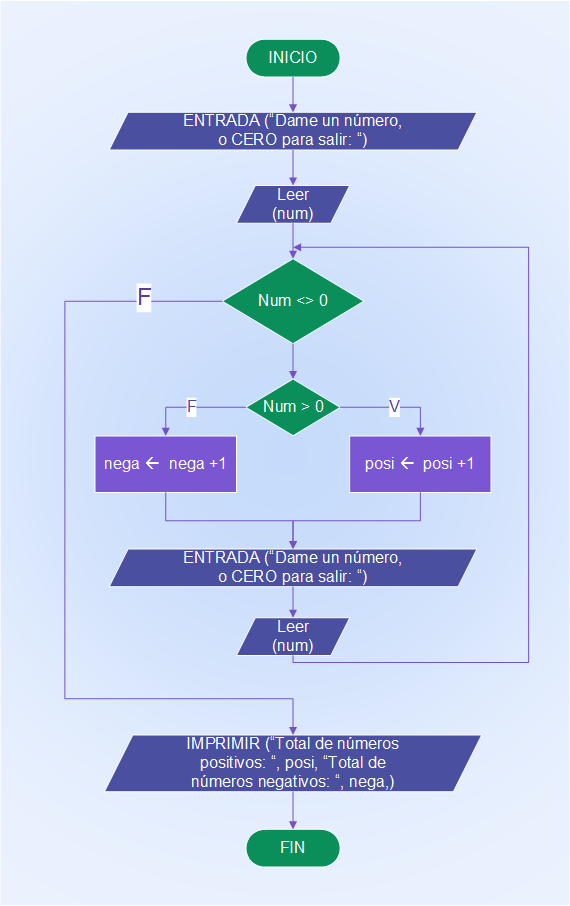 INICIO
ENTRADA (“Dame un número,
o CERO para salir: “)
Leer
(num)
F
Num <> 0
F
Num > 0
V
nega ← nega +1
posi ← posi +1
ENTRADA (“Dame un número,
o CERO para salir: “)
Leer
(num)
IMPRIMIR (“Total de números
positivos: “, posi, “Total de
números negativos: “, nega,)
FIN